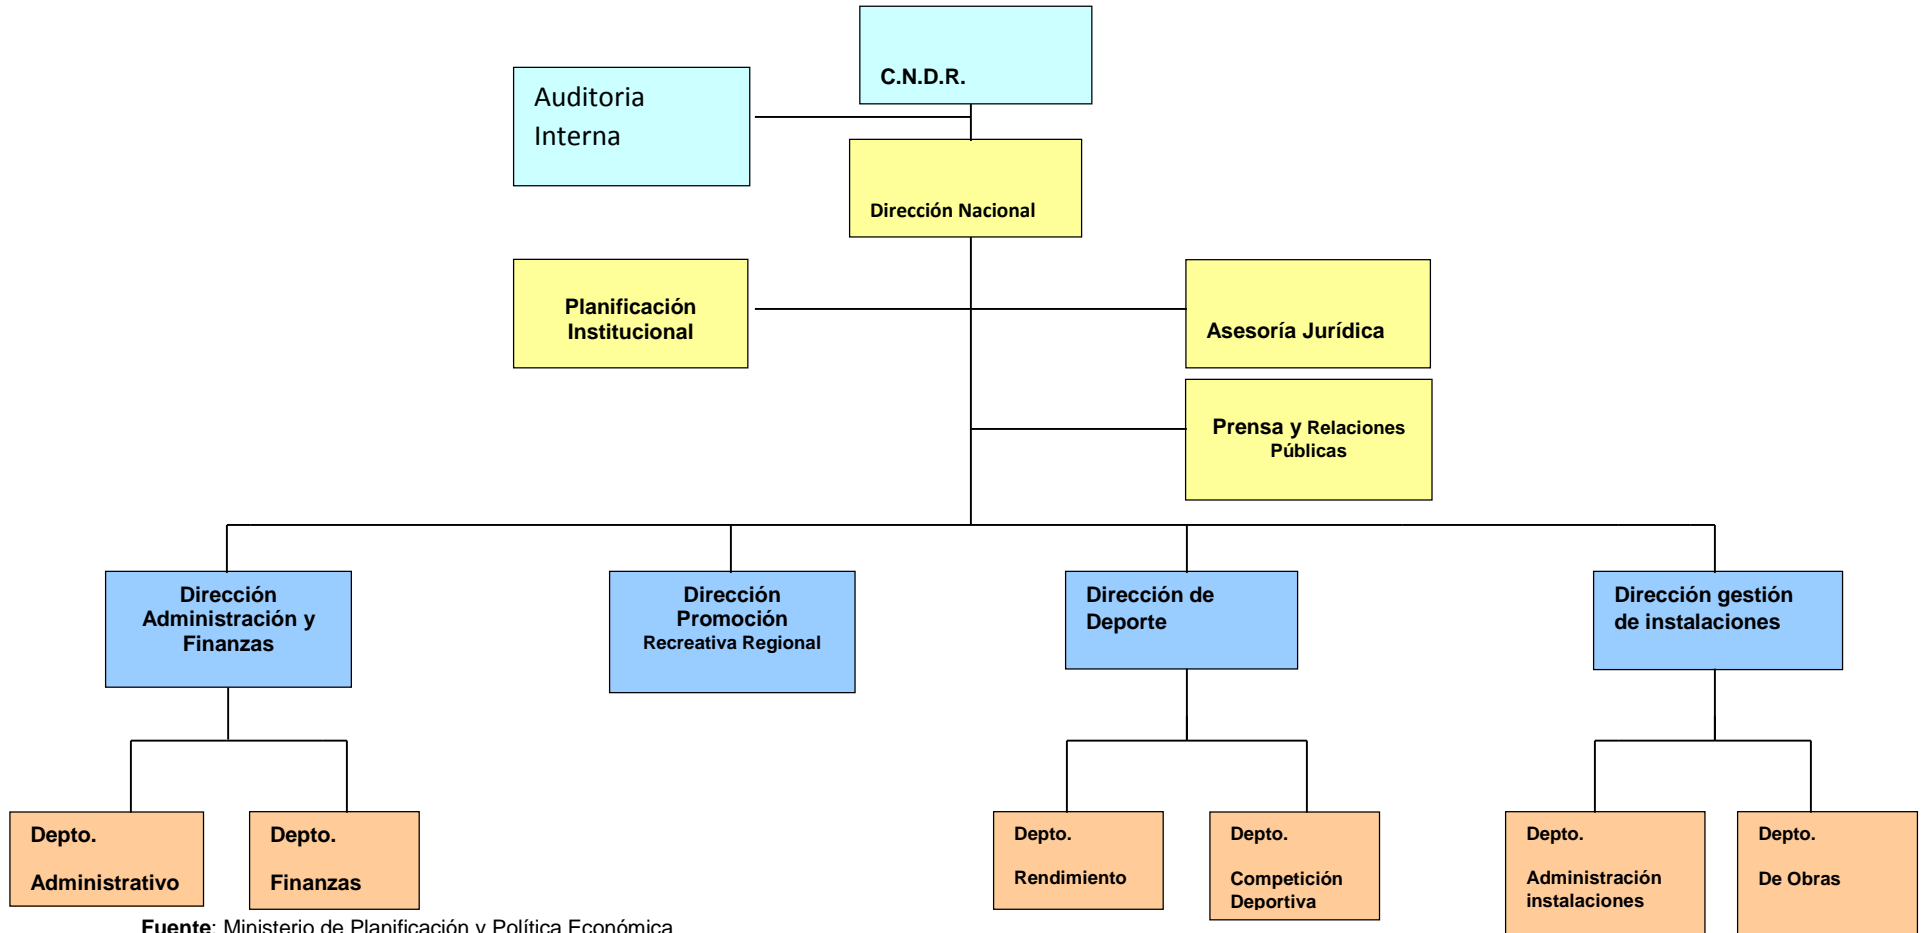 C.N.D.R.
Auditoria
Interna
Dirección Nacional
Planificación
Institucional
Asesoría Jurídica
Prensa y Relaciones
Públicas
Dirección
Administración y
Finanzas
Dirección
Promoción
Recreativa Regional
Dirección de
Deporte
Dirección gestión
de instalaciones
Depto.
Administrativo
Depto.
Finanzas
Depto.
Rendimiento
Depto.
Competición
Deportiva
Depto.
Administración
instalaciones
Depto.
De Obras
Fuente: Ministerio de Planificación y Política Económica